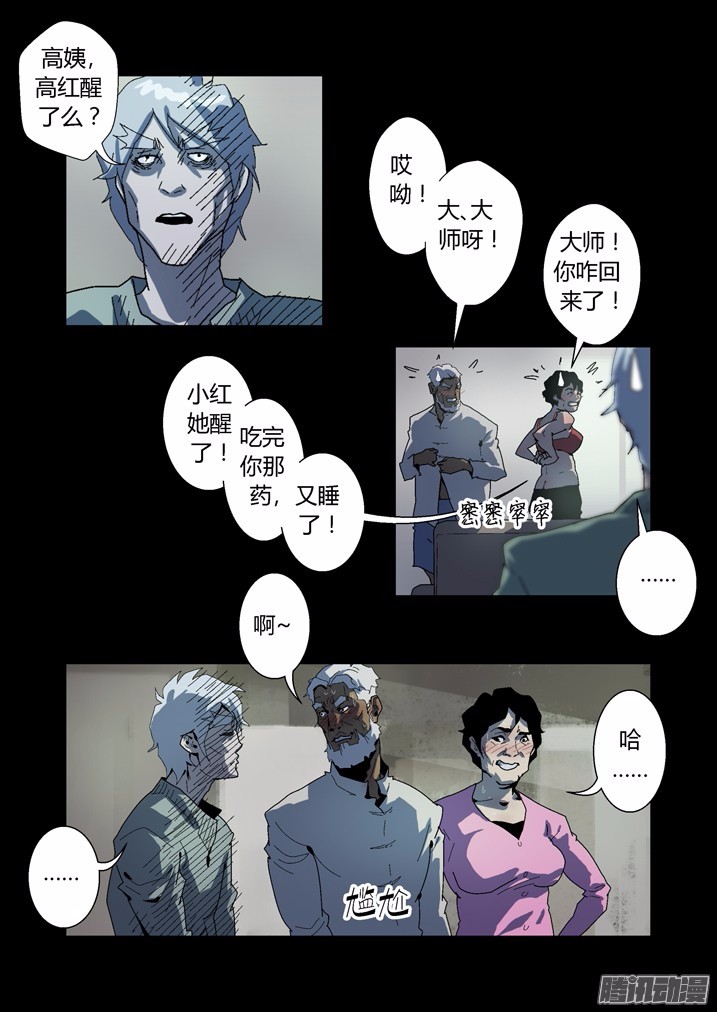 高姨，
高红醒
了么？
哎
呦！
大、大
师呀！
大师！
你咋回
来了！
小红
她醒
了！
吃完
你那
药，
又睡
了！
窸窸窣窣
……
啊~
哈
……
……
尴尬
腾讯动漫